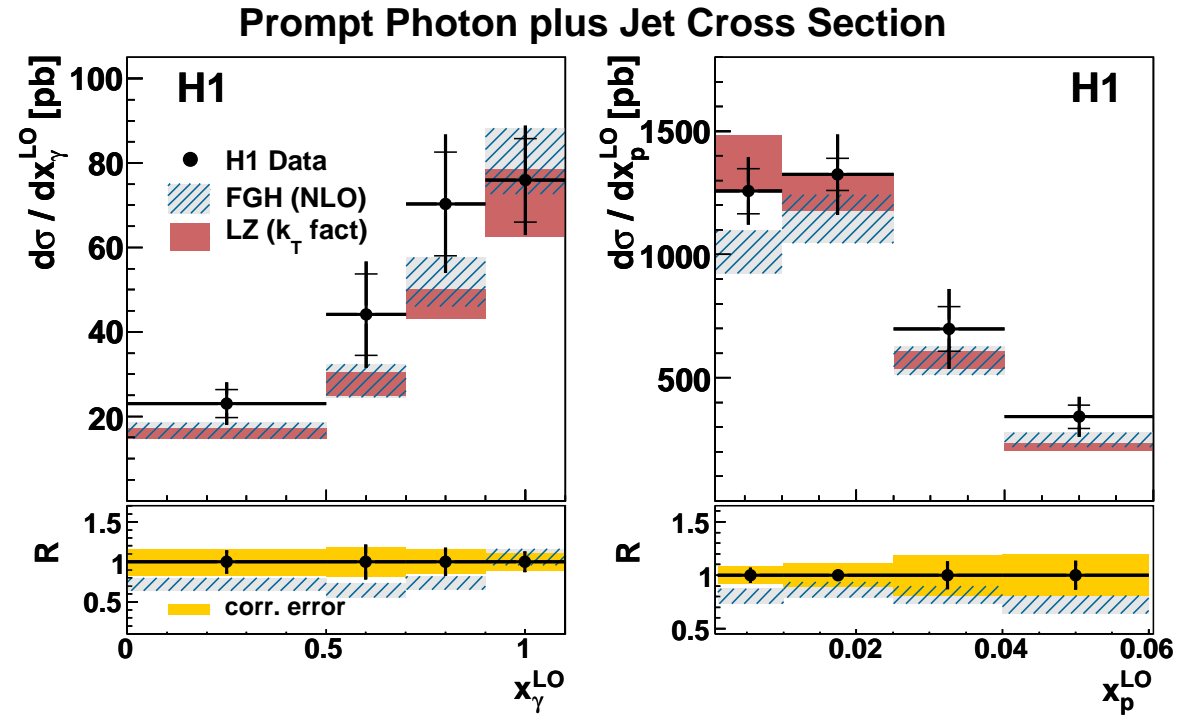 Prompt Photon plus Jet Cross Section
dσ / dx_γ^LO [pb]
100
80
60
40
20
H1
H1 Data
FGH (NLO)
LZ (k_T fact)
R
1.5
1
0.5
corr. error
0
0.5
1
x_γ^LO
dσ / dx_p^LO [pb]
1500
1000
500
H1
R
1.5
1
0.5
0.02
0.04
0.06
x_p^LO